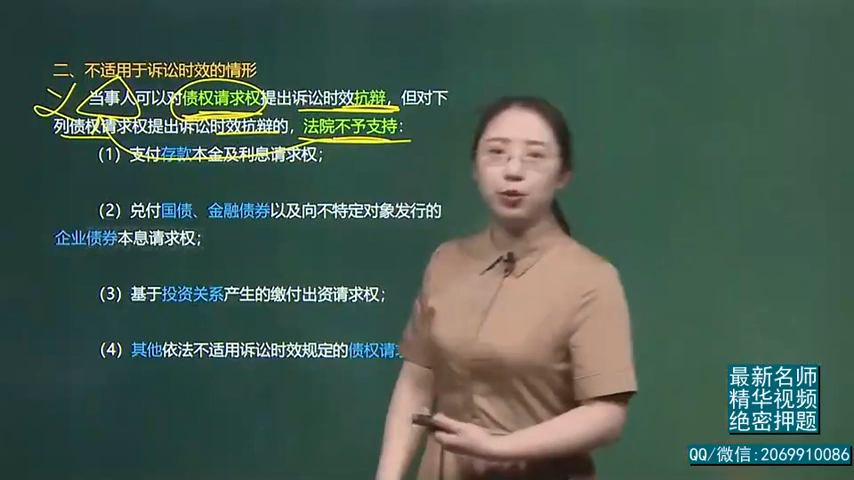 二、不适用于诉讼时效的情形
当事人可以对债权请求权提出诉讼时效抗辩，但对下
列债权请求权提出诉讼时效抗辩的，法院不予支持：
（1）支付存款本金及利息请求权；
（2）兑付国债、金融债券以及向不特定对象发行的
企业债券本息请求权；
（3）基于投资关系产生的缴付出资请求权；
（4）其他依法不适用诉讼时效规定的债权请
最新名师
精华视频
绝密押题
QQ/微信:2069910086